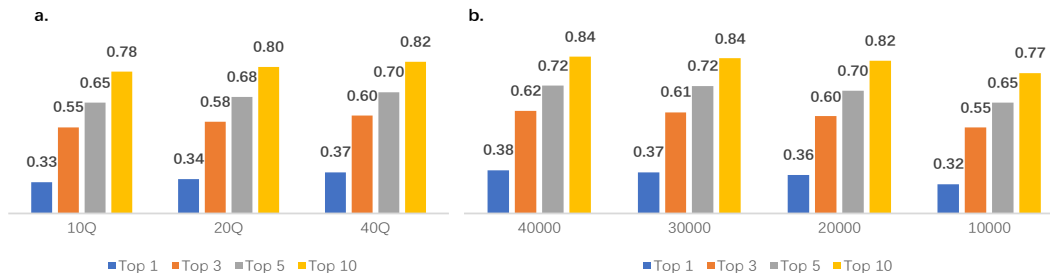 a.
0.33 0.55 0.65 0.78
0.34 0.58 0.68 0.80
0.37 0.60 0.70 0.82
10Q 20Q 40Q
Top 1 Top 3 Top 5 Top 10
b.
0.38 0.62 0.72 0.84
0.37 0.61 0.72 0.84
0.36 0.60 0.70 0.82
0.32 0.55 0.65 0.77
40000 30000 20000 10000
Top 1 Top 3 Top 5 Top 10